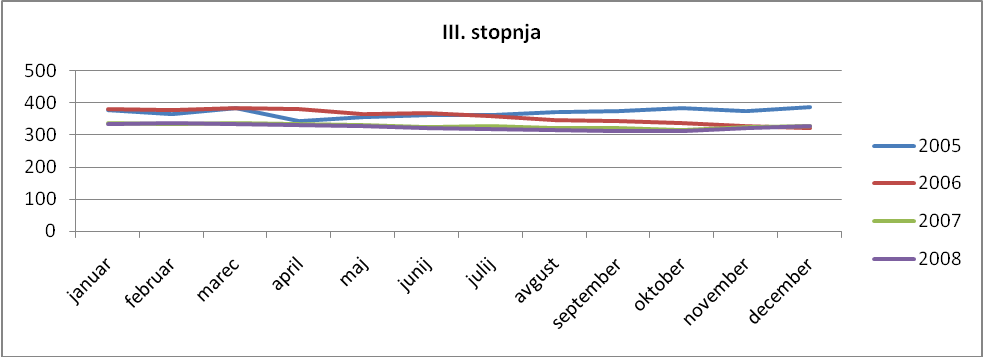 III. stopnja
500
400
300
200
100
0
januar
februar
marec
april
maj
junij
julij
avgust
september
oktober
november
december
2005
2006
2007
2008